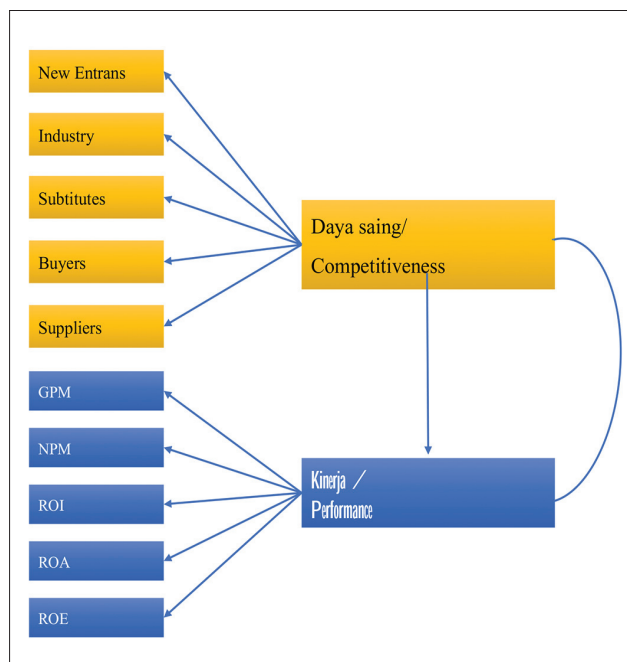 New Entrans
Industry
Subtitutes
Buyers
Suppliers
GPM
NPM
ROI
ROA
ROE
Daya saing/
Competitiveness
Kinerja /
Performance